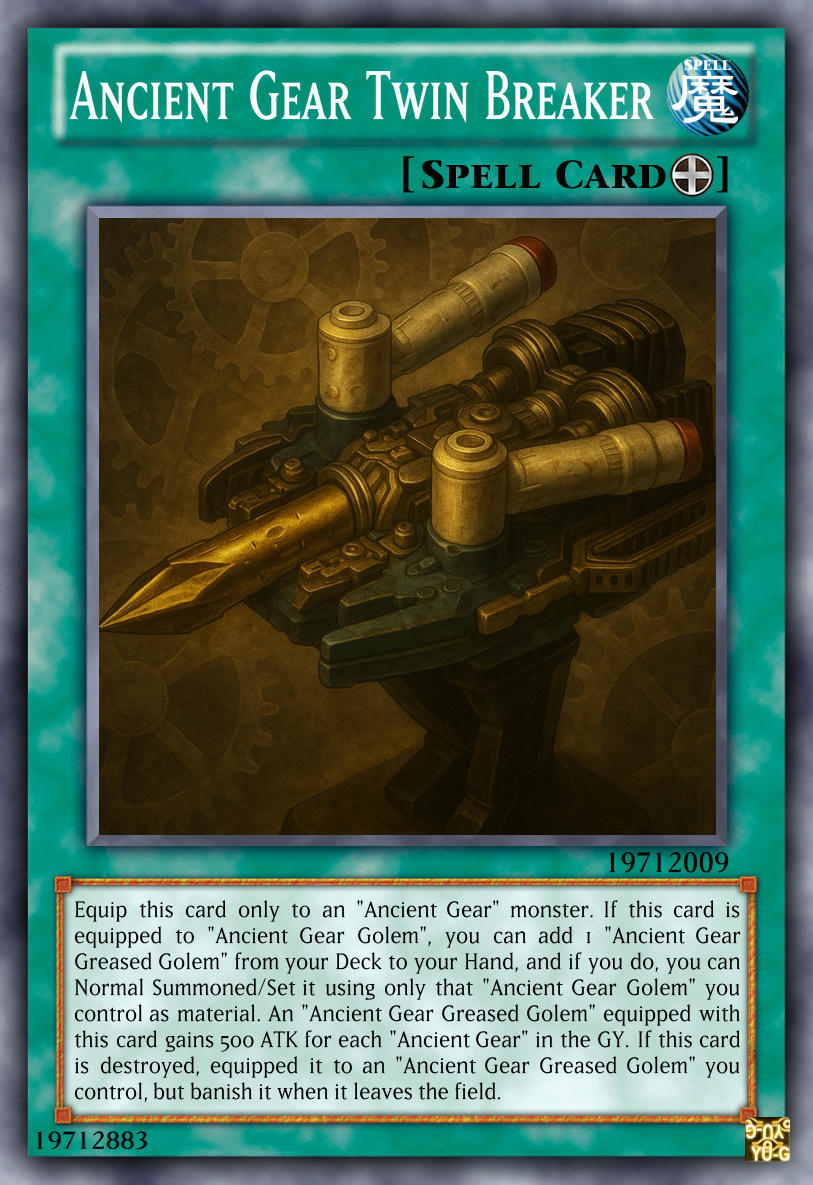 Ancient Gear Twin Breaker
SPELL
魔
[Spell Card]
19712009
Equip this card only to an "Ancient Gear" monster. If this card is
equipped to "Ancient Gear Golem", you can add 1 "Ancient Gear
Greased Golem" from your Deck to your Hand, and if you do, you can
Normal Summoned/Set it using only that "Ancient Gear Golem" you
control as material. An "Ancient Gear Greased Golem" equipped with
this card gains 500 ATK for each "Ancient Gear" in the GY. If this card
is destroyed, equipped it to an "Ancient Gear Greased Golem" you
control, but banish it when it leaves the field.
19712883
YU-G